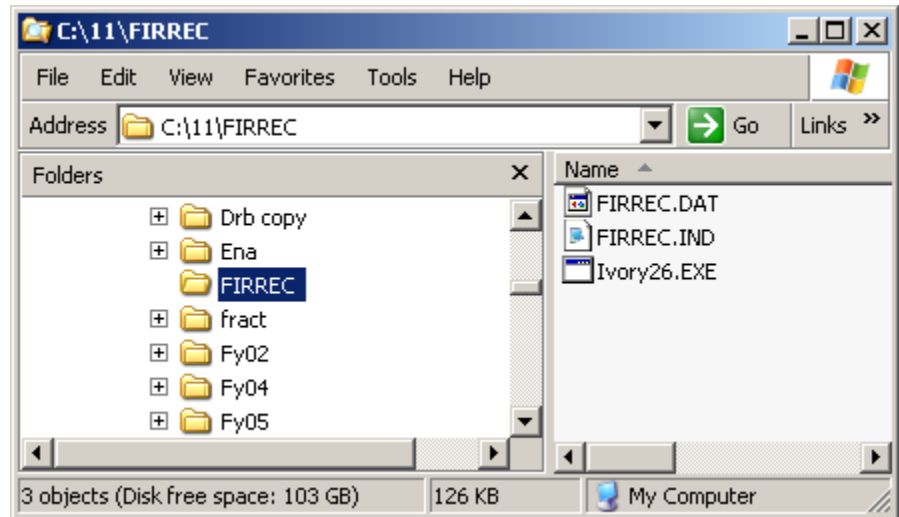 C:\11\FIRREC
File Edit View Favorites Tools Help
Address C:\11\FIRREC Go Links »
Folders x
Drb copy
Ena
FIRREC
fract
Fy02
Fy04
Fy05
Name
FIRREC.DAT
FIRREC.IND
Ivory26.EXE
3 objects (Disk free space: 103 GB) 126 KB My Computer